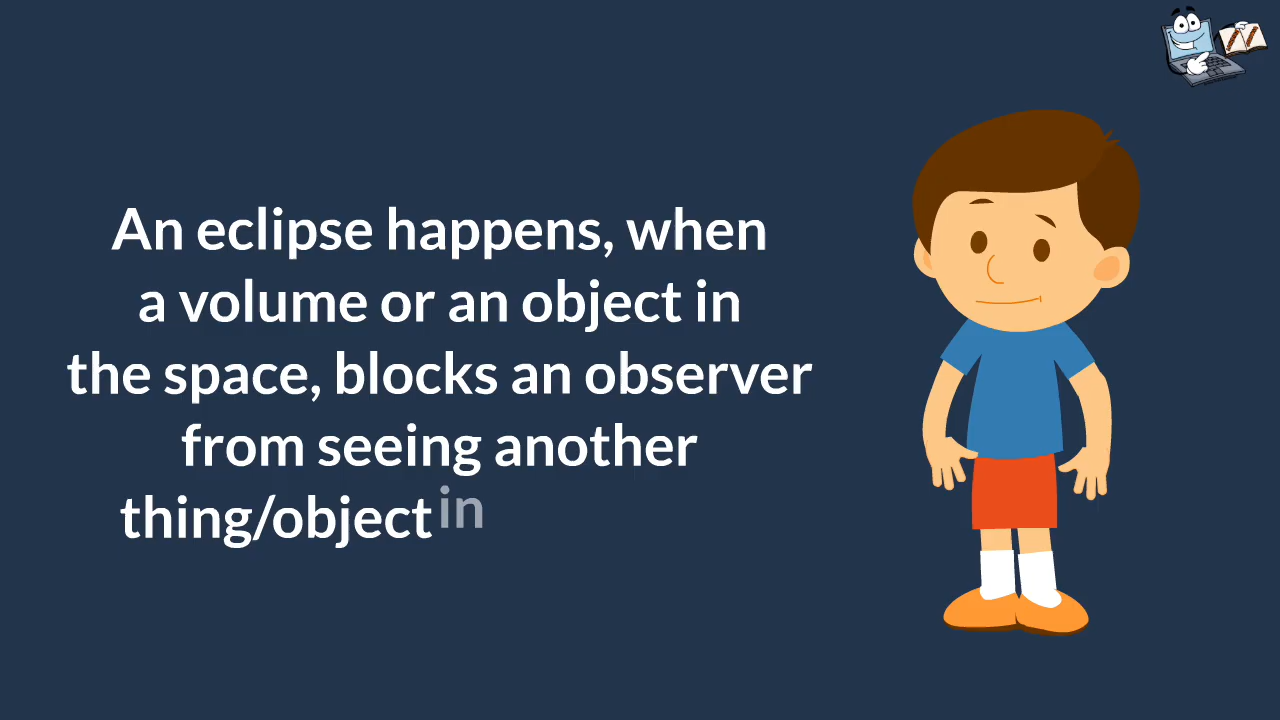 An eclipse happens, when
a volume or an object in
the space, blocks an observer
from seeing another
thing/object in